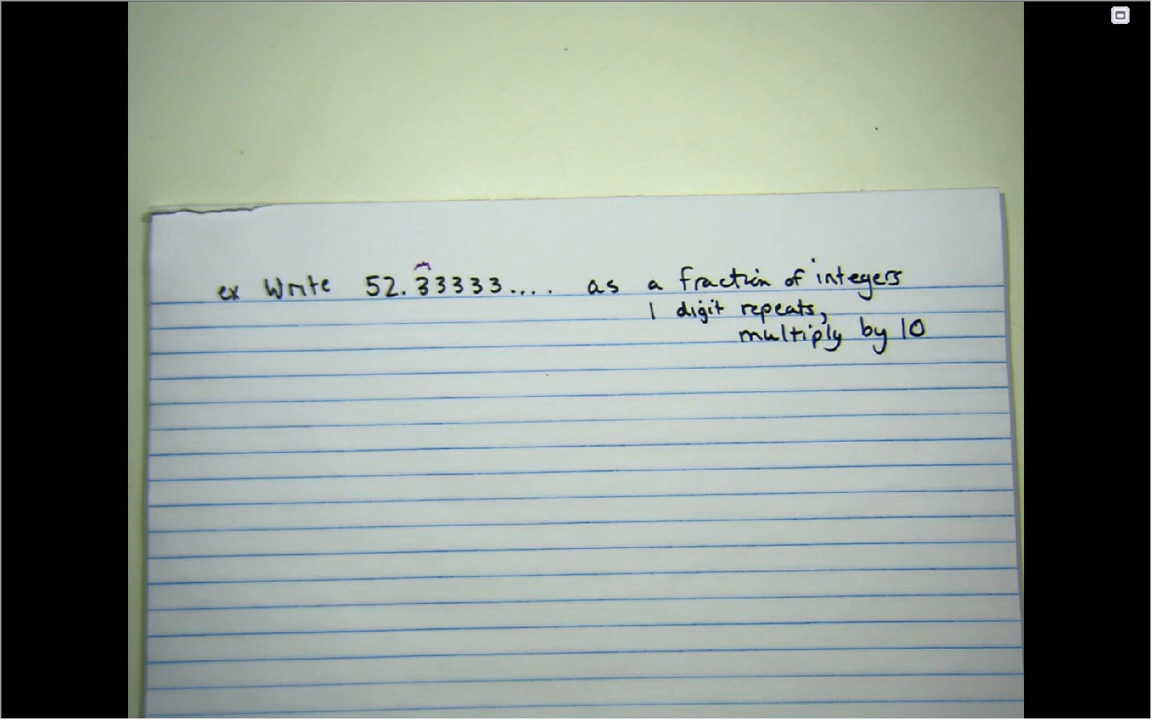 ex Write 52.33333.... as a fraction of integers
1 digit repeats,
multiply by 10